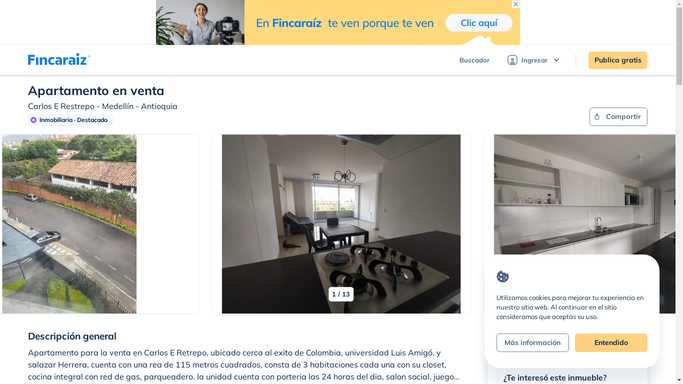 En Fincaraíz te ven porque te ven
Clic aquí
Fincaraiz
Buscador
Ingresar
Publica gratis
Apartamento en venta
Carlos E Restrepo - Medellín - Antioquia
Inmobiliaria · Destacado
Compartir
1 / 13
Utilizamos cookies para mejorar tu experiencia en
nuestro sitio web. Al continuar en el sitio
consideramos que aceptas su uso.
Más información
Entendido
Descripción general
Apartamento para la venta en Carlos E Retrepo, ubicado cerca al exito de Colombia, universidad Luis Amigó, y
salazar Herrera, cuenta con una rea de 115 metros cuadrados, consta de 3 habitaciones cada una con su closet,
cocina integral con red de gas, parqueadero. la unidad cuenta con porteria las 24 horas del dia, salon social, juego...
¿Te interesó este inmueble?